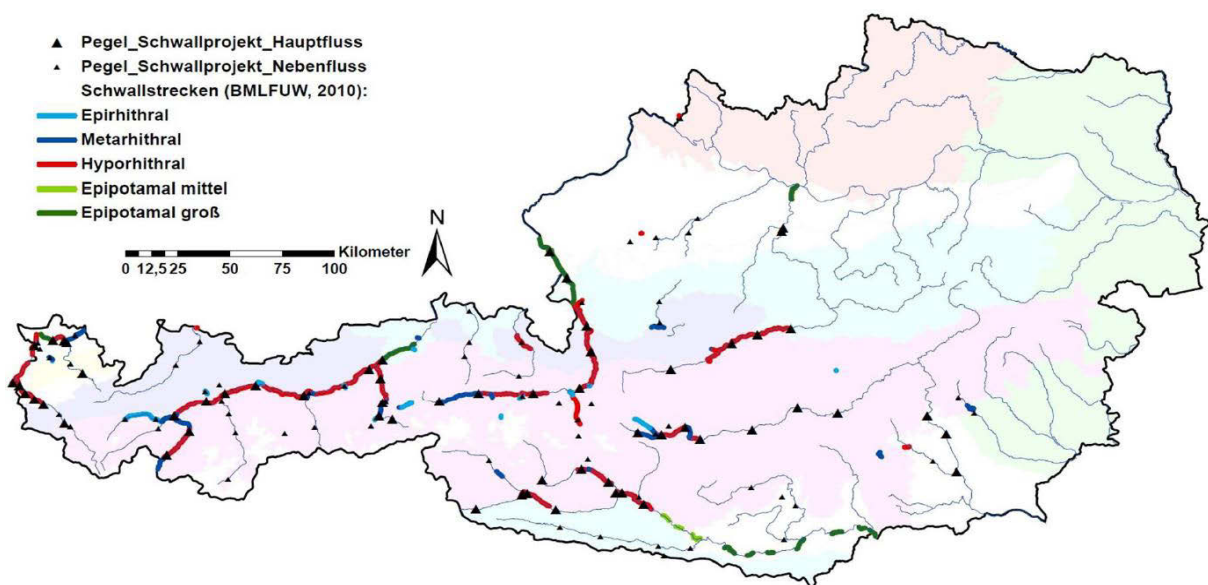 Pegel_Schwallprojekt_Hauptfluss
Pegel_Schwallprojekt_Nebenfluss
Schwallstrecken (BMLFUW, 2010):
Epirhithral
Metarhithral
Hyporhithral
Epipotamal mittel
Epipotamal groß
N
Kilometer
0 12,5 25 50 75 100